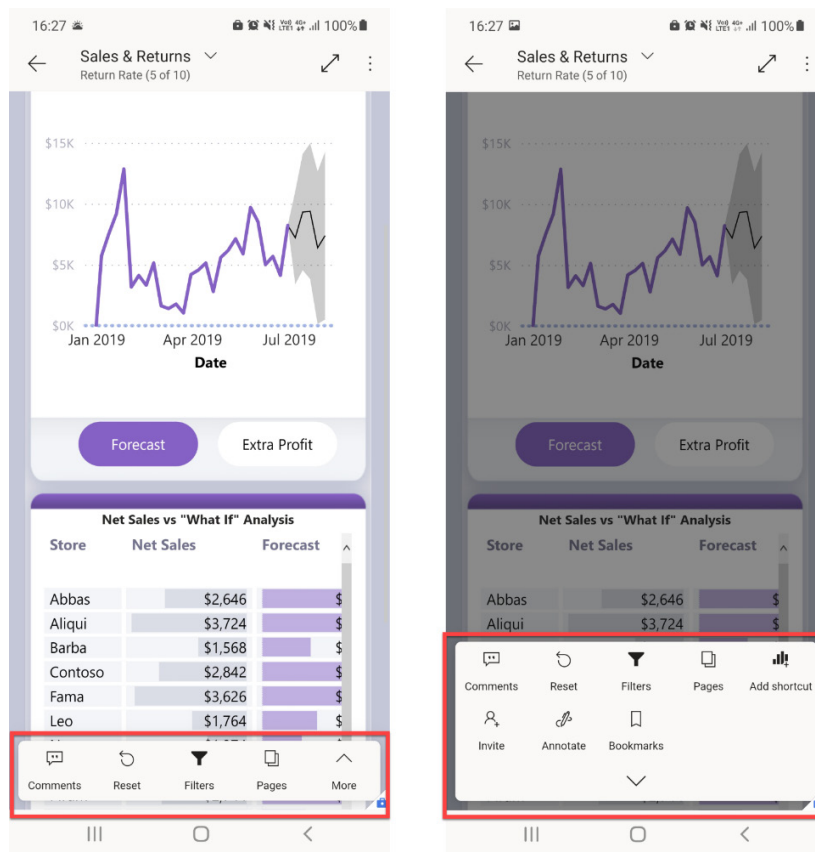 16:27 100%
Sales & Returns
Return Rate (5 of 10)
$15K
$10K
$5K
$0K
Jan 2019 Apr 2019 Jul 2019
Date
Forecast Extra Profit
Net Sales vs "What If" Analysis
Store Net Sales Forecast
Abbas $2,646 $
Aliqui $3,724 $
Barba $1,568 $
Contoso $2,842 $
Fama $3,626 $
Leo $1,764 $
Comments Reset Filters Pages More
16:27 100%
Sales & Returns
Return Rate (5 of 10)
$15K
$10K
$5K
$0K
Jan 2019 Apr 2019 Jul 2019
Date
Forecast Extra Profit
Net Sales vs "What If" Analysis
Store Net Sales Forecast
Abbas $2,646 $
Aliqui $3,724 $
Comments Reset Filters Pages Add shortcut
Invite Annotate Bookmarks